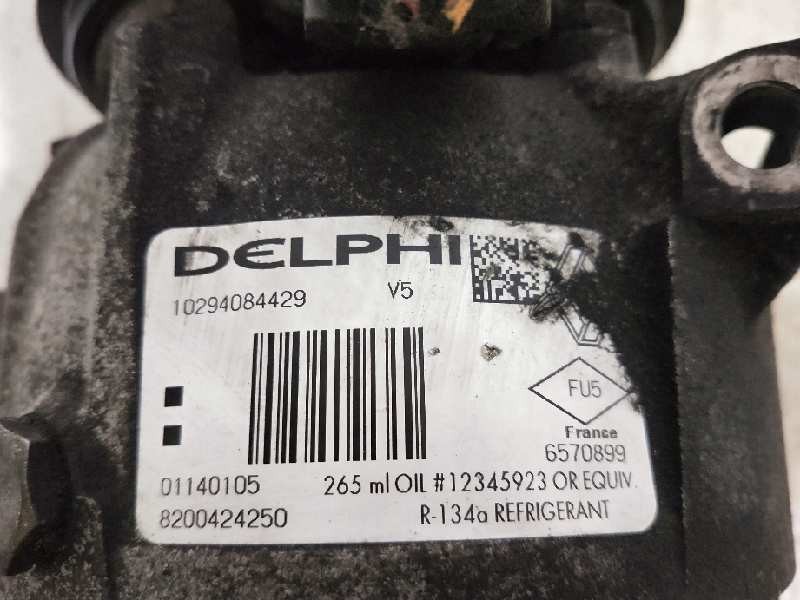 DELPHI
10294084429 V5
FU5
France
6570899
01140105 265 ml OIL #12345923 OR EQUIV.
8200424250 R-134a REFRIGERANT